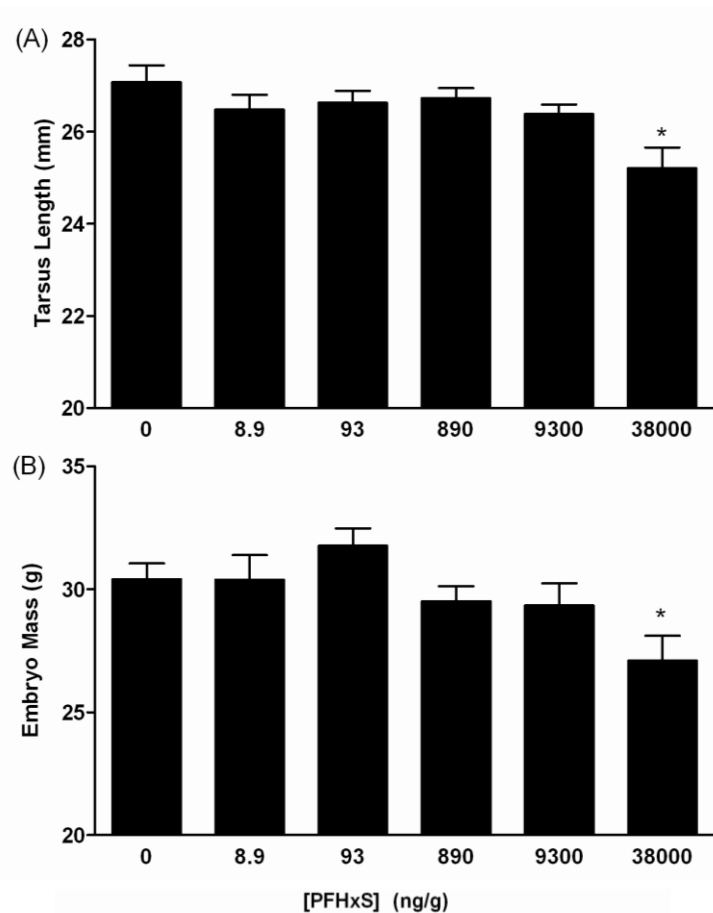 (A)
28
26
24
22
20
Tarsus Length (mm)
*
0 8.9 93 890 9300 38000
(B)
35
30
25
20
Embryo Mass (g)
*
0 8.9 93 890 9300 38000
[PFHxS] (ng/g)